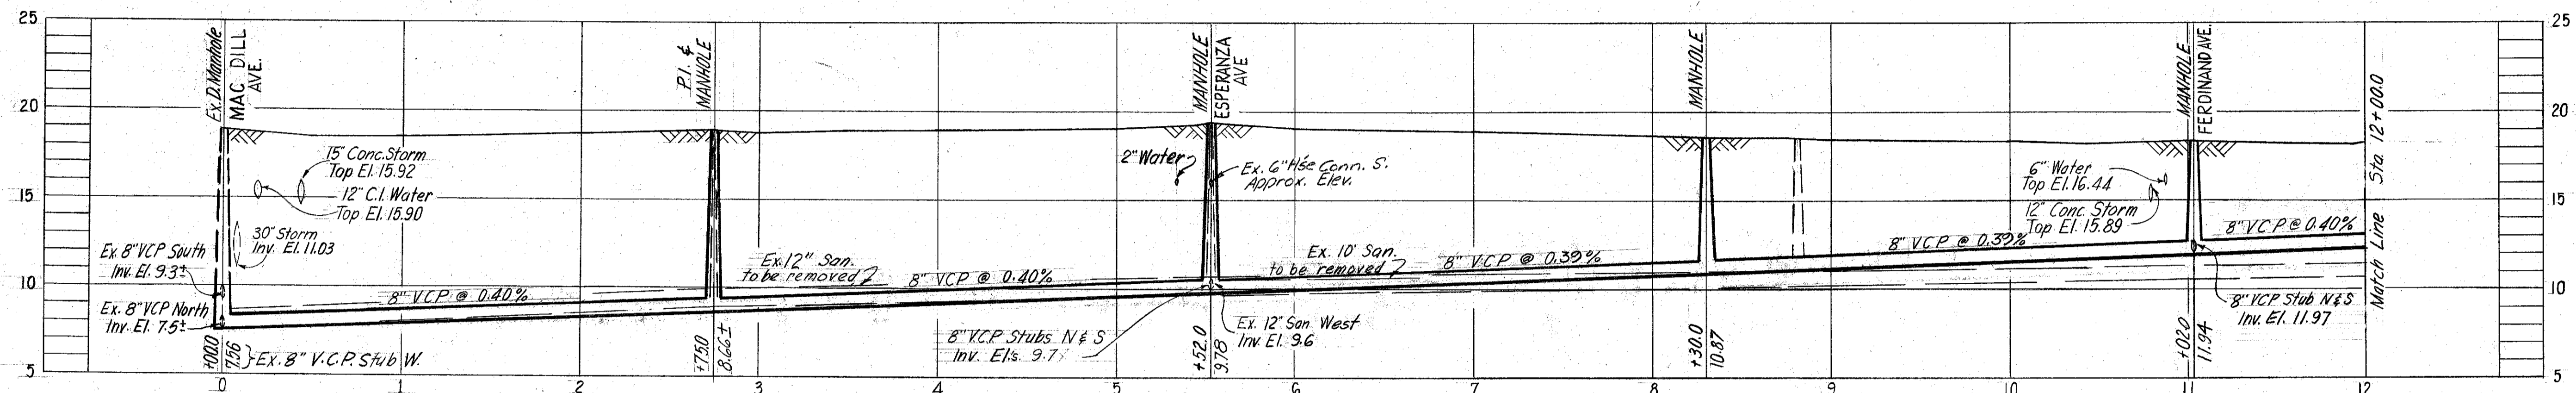 25
20
15
10
5
Ex.D.Manhole
MAC DILL
AVE.
P.I. &
MANHOLE
MANHOLE
ESPERANZA
AVE
MANHOLE
MANHOLE
FERDINAND AVE.
25
20
15
10
5
15" Conc. Storm
Top El. 15.92
12" C.I. Water
Top El. 15.90
30" Storm
Inv. El. 11.03
Ex. 8" VCP South
Inv. El. 9.3±
Ex. 8" VCP North
Inv. El. 7.5±
8" VCP @ 0.40%
Ex. 12" San.
to be removed
8" VCP @ 0.40%
2" Water
Ex. 6" H'se Conn. S.
Approx. Elev.
Ex. 10' San.
to be removed
8" VCP @ 0.39%
8" VCP @ 0.39%
6" Water
Top El. 16.44
12" Conc. Storm
Top El. 15.89
8" VCP @ 0.40%
Match Line Sta. 12+00.0
8" VCP Stub N & S
Inv. El. 11.97
8" V.C.P. Stubs N & S
Inv. El.s. 9.7
Ex. 12" San West
Inv. El. 9.6
+00.0
7.56
Ex. 8" V.C.P. Stub W.
+75.0
8.66±
+52.0
9.78
+30.0
10.87
+02.0
11.94
0 1 2 3 4 5 6 7 8 9 10 11 12